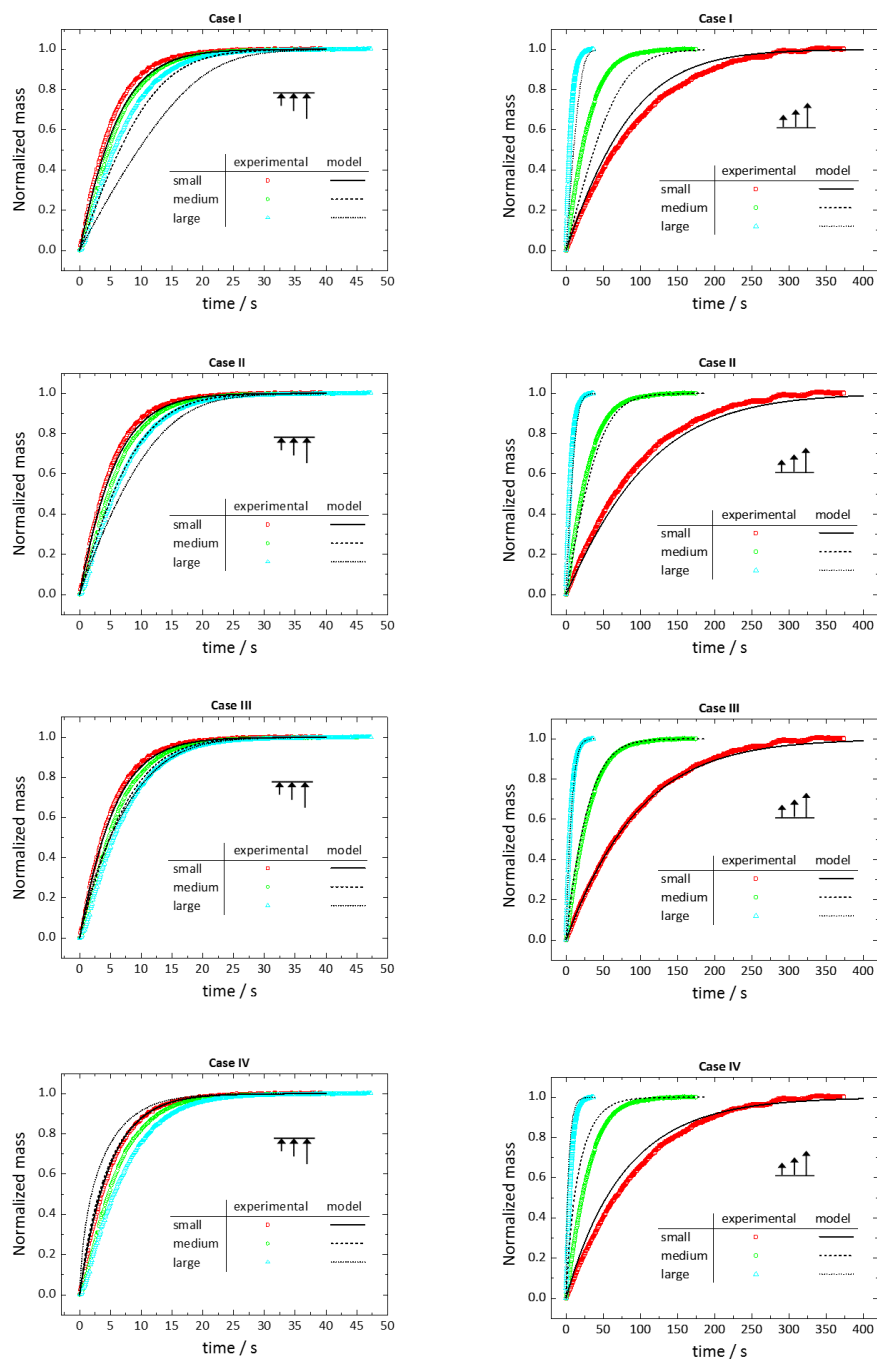 Case I
Normalized mass
1.0
0.8
0.6
0.4
0.2
0.0
experimental model
small
medium
large
0 5 10 15 20 25 30 35 40 45 50
time / s
Case I
Normalized mass
1.0
0.8
0.6
0.4
0.2
0.0
experimental model
small
medium
large
0 50 100 150 200 250 300 350 400
time / s
Case II
Normalized mass
1.0
0.8
0.6
0.4
0.2
0.0
experimental model
small
medium
large
0 5 10 15 20 25 30 35 40 45 50
time / s
Case II
Normalized mass
1.0
0.8
0.6
0.4
0.2
0.0
experimental model
small
medium
large
0 50 100 150 200 250 300 350 400
time / s
Case III
Normalized mass
1.0
0.8
0.6
0.4
0.2
0.0
experimental model
small
medium
large
0 5 10 15 20 25 30 35 40 45 50
time / s
Case III
Normalized mass
1.0
0.8
0.6
0.4
0.2
0.0
experimental model
small
medium
large
0 50 100 150 200 250 300 350 400
time / s
Case IV
Normalized mass
1.0
0.8
0.6
0.4
0.2
0.0
experimental model
small
medium
large
0 5 10 15 20 25 30 35 40 45 50
time / s
Case IV
Normalized mass
1.0
0.8
0.6
0.4
0.2
0.0
experimental model
small
medium
large
0 50 100 150 200 250 300 350 400
time / s